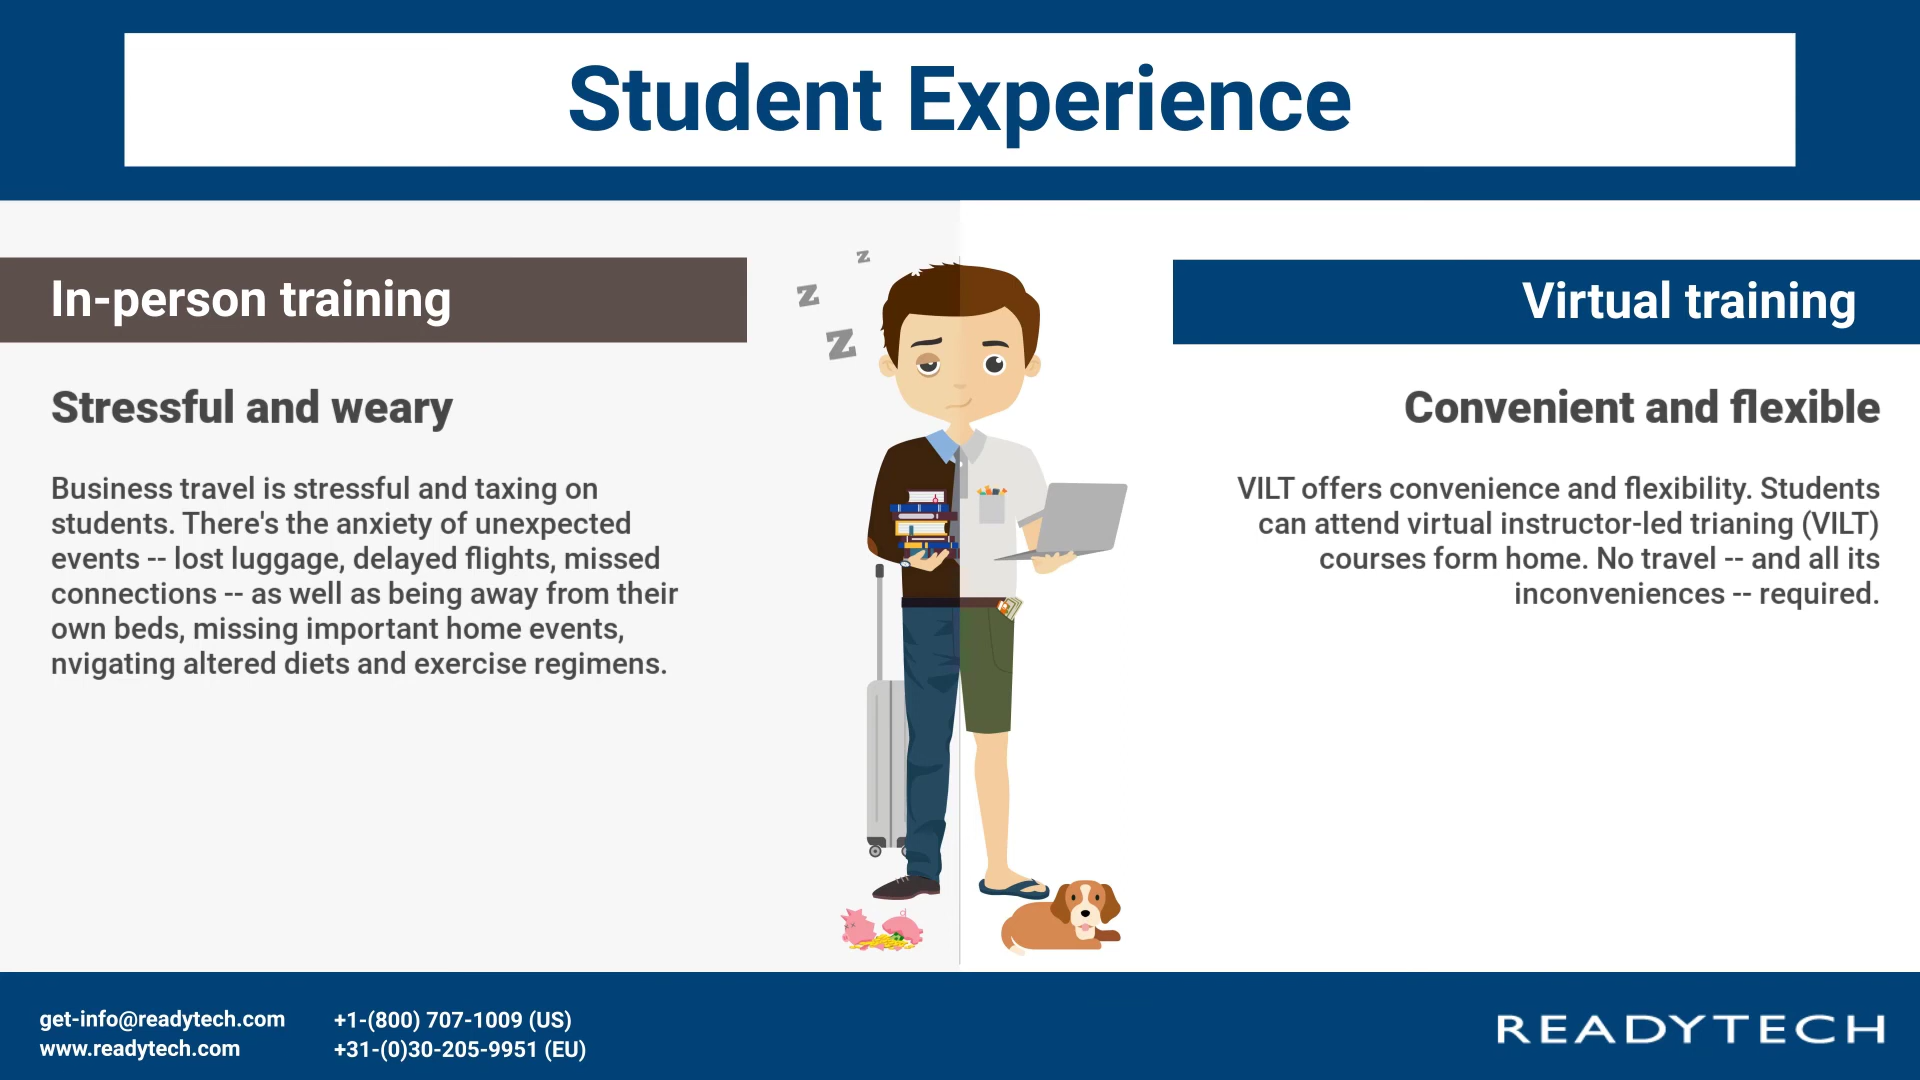 Student Experience
In-person training
Stressful and weary
Business travel is stressful and taxing on
students. There's the anxiety of unexpected
events -- lost luggage, delayed flights, missed
connections -- as well as being away from their
own beds, missing important home events,
nvigating altered diets and exercise regimens.
z
z
z
Virtual training
Convenient and flexible
VILT offers convenience and flexibility. Students
can attend virtual instructor-led trianing (VILT)
courses form home. No travel -- and all its
inconveniences -- required.
get-info@readytech.com
www.readytech.com
+1-(800) 707-1009 (US)
+31-(0)30-205-9951 (EU)
READYTECH